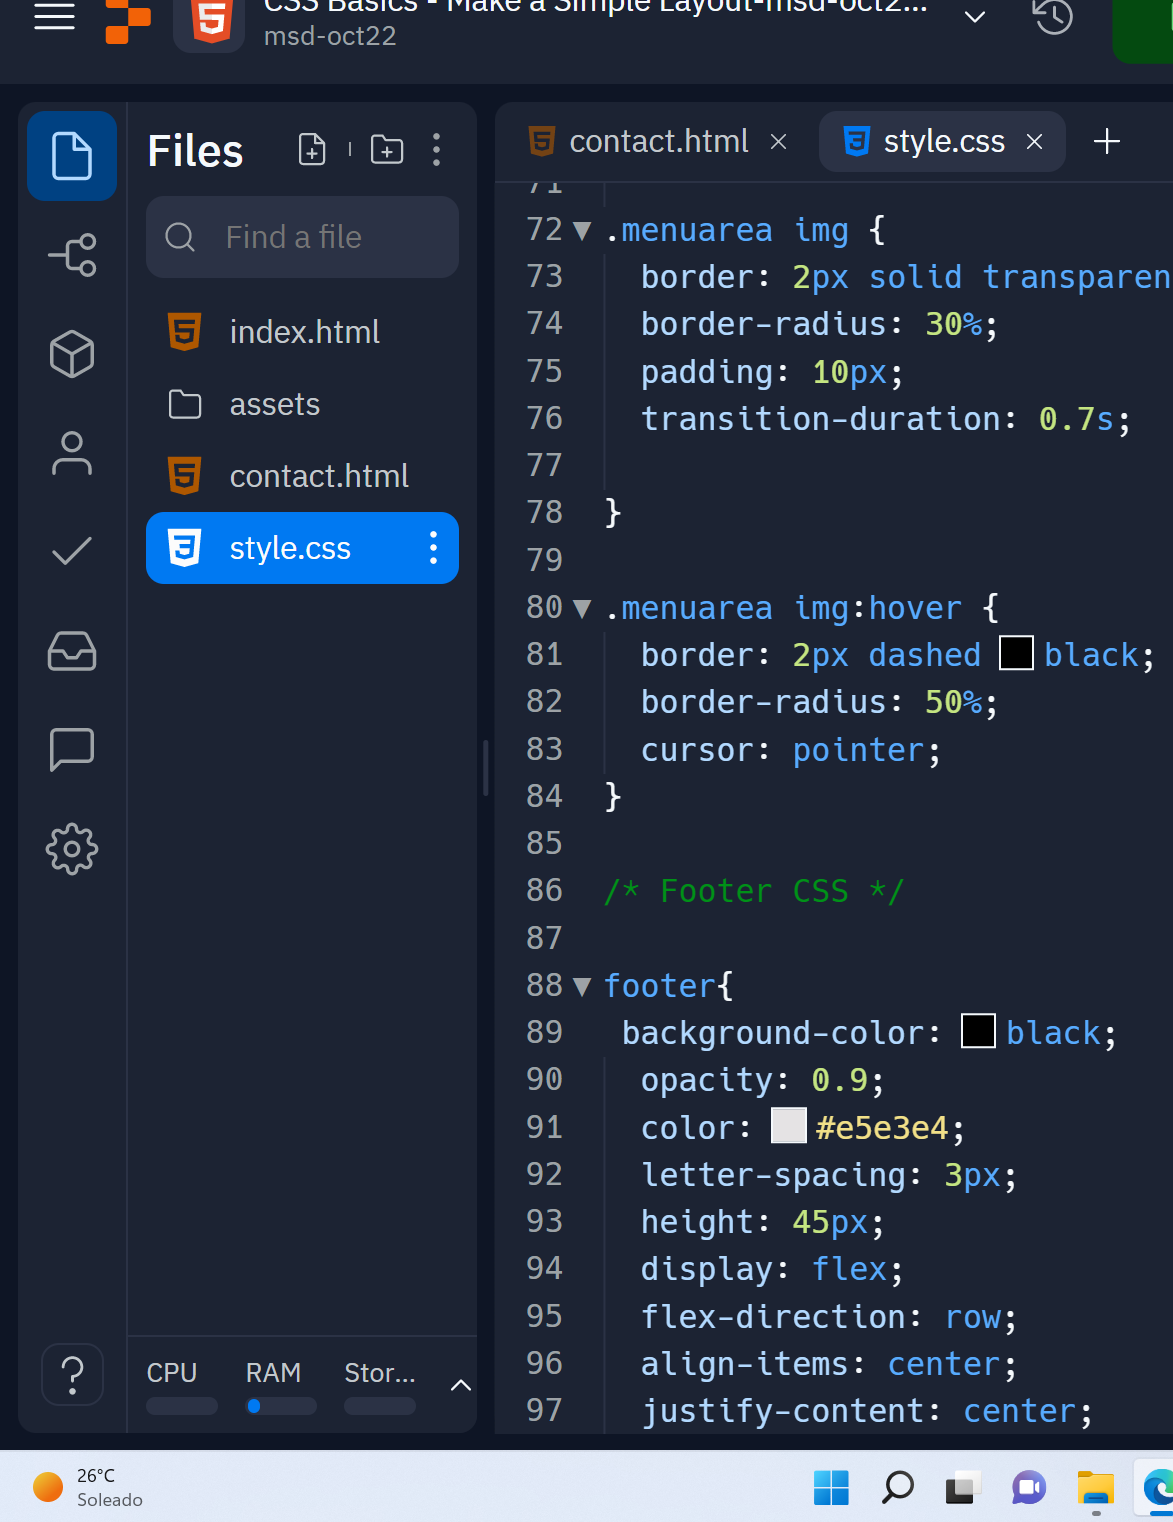 CSS Basics - Make a Simple Layout-msd-oct2...
msd-oct22
Files
Find a file
index.html
assets
contact.html
style.css
CPU
RAM
Stor...
contact.html
style.css
71
72 .menuarea img {
73 border: 2px solid transparen
74 border-radius: 30%;
75 padding: 10px;
76 transition-duration: 0.7s;
77
78 }
79
80 .menuarea img:hover {
81 border: 2px dashed black;
82 border-radius: 50%;
83 cursor: pointer;
84 }
85
86 /* Footer CSS */
87
88 footer{
89 background-color: black;
90 opacity: 0.9;
91 color: #e5e3e4;
92 letter-spacing: 3px;
93 height: 45px;
94 display: flex;
95 flex-direction: row;
96 align-items: center;
97 justify-content: center;
26°C
Soleado